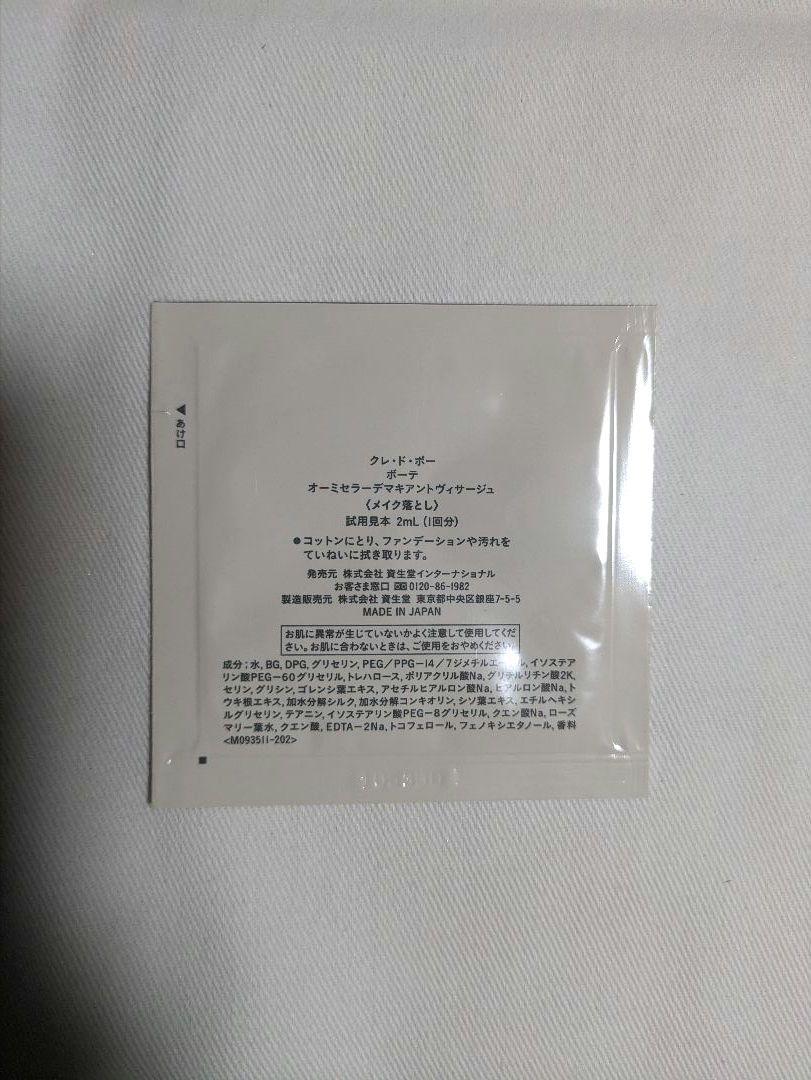 ◀あけ口
クレ・ド・ポー
ボーテ
オーミセラーデマキアントヴィサージュ
〈メイク落とし〉
試用見本 2mL (1回分)
●コットンにとり、ファンデーションや汚れを
ていねいに拭き取ります。
発売元 株式会社 資生堂インターナショナル
お客さま窓口 0120-86-1982
製造販売元 株式会社 資生堂 東京都中央区銀座7-5-5
MADE IN JAPAN
お肌に異常が生じていないかよく注意して使用してくだ
さい。お肌に合わないときは、ご使用をおやめください。
成分;水, BG, DPG, グリセリン, PEG/PPG-14/7ジメチルエーテル, イソステア
リン酸PEG-60グリセリル, トレハロース, ポリアクリル酸Na, グリチルリチン酸2K,
セリン, グリシン, ゴレンシ葉エキス, アセチルヒアルロン酸Na, ヒアルロン酸Na, ト
ウキ根エキス, 加水分解シルク, 加水分解コンキオリン, シソ葉エキス, エチルヘキシ
ルグリセリン, テアニン, イソステアリン酸PEG-8グリセリル, クエン酸Na, ローズ
マリー葉水, クエン酸, EDTA-2Na, トコフェロール, フェノキシエタノール, 香料
<M093511-202>